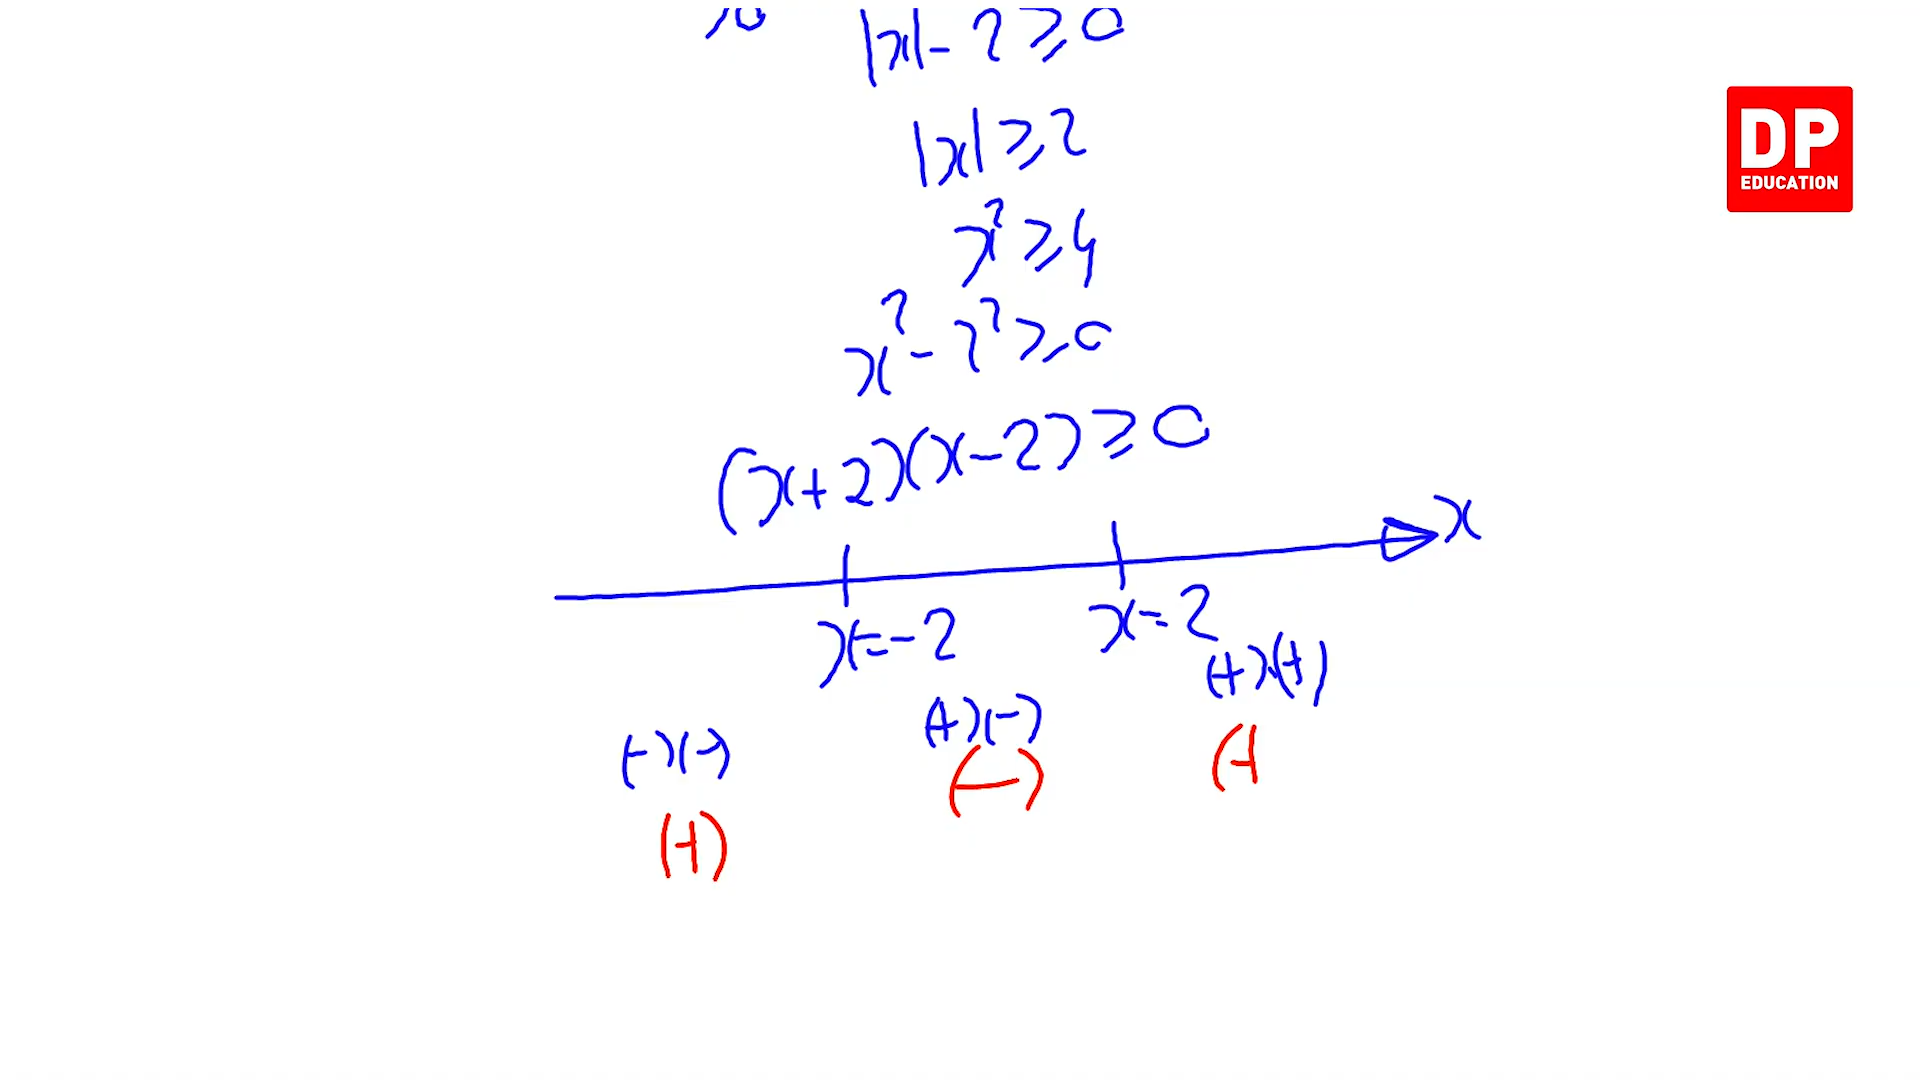 |x| - 2 ≥ 0
|x| ≥ 2
x² ≥ 4
x² - 2² ≥ 0
(x+2)(x-2) ≥ 0
x
x=-2
x=2
(-)(-)
(+)(-)
(+)(+)
(+)
(-)
(+
DP
EDUCATION